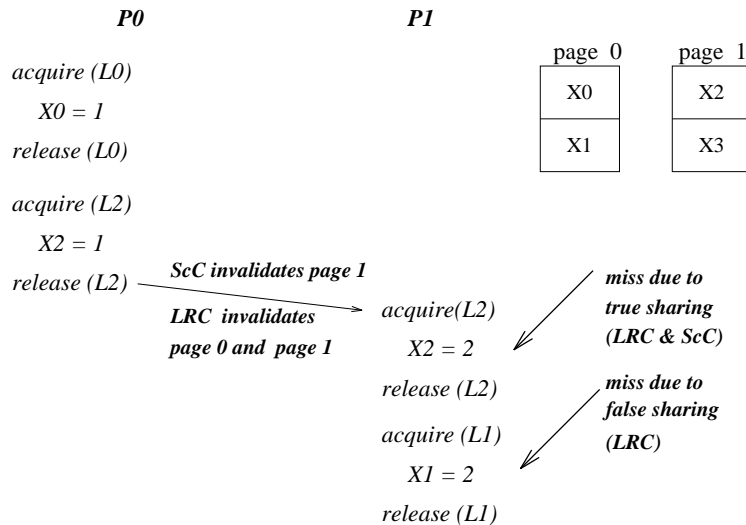 P0
P1
page 0
page 1
acquire (L0)
X0 = 1
release (L0)
X0
X1
X2
X3
acquire (L2)
X2 = 1
release (L2)
ScC invalidates page 1
LRC invalidates
page 0 and page 1
acquire(L2)
X2 = 2
release (L2)
acquire (L1)
X1 = 2
release (L1)
miss due to
true sharing
(LRC & ScC)
miss due to
false sharing
(LRC)